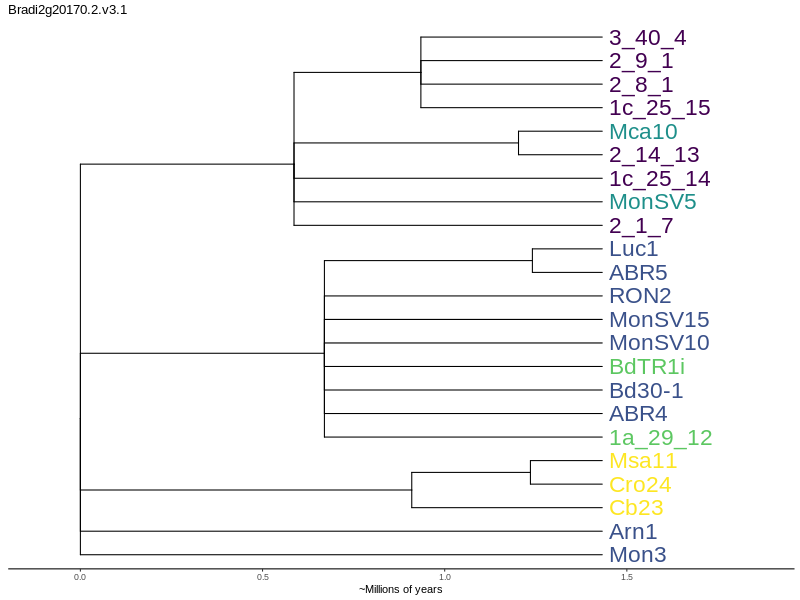 Bradi2g20170.2.v3.1
3_40_4
2_9_1
2_8_1
1c_25_15
Mca10
2_14_13
1c_25_14
MonSV5
2_1_7
Luc1
ABR5
RON2
MonSV15
MonSV10
BdTR1i
Bd30-1
ABR4
1a_29_12
Msa11
Cro24
Cb23
Arn1
Mon3
0.0 0.5 1.0 1.5
~Millions of years